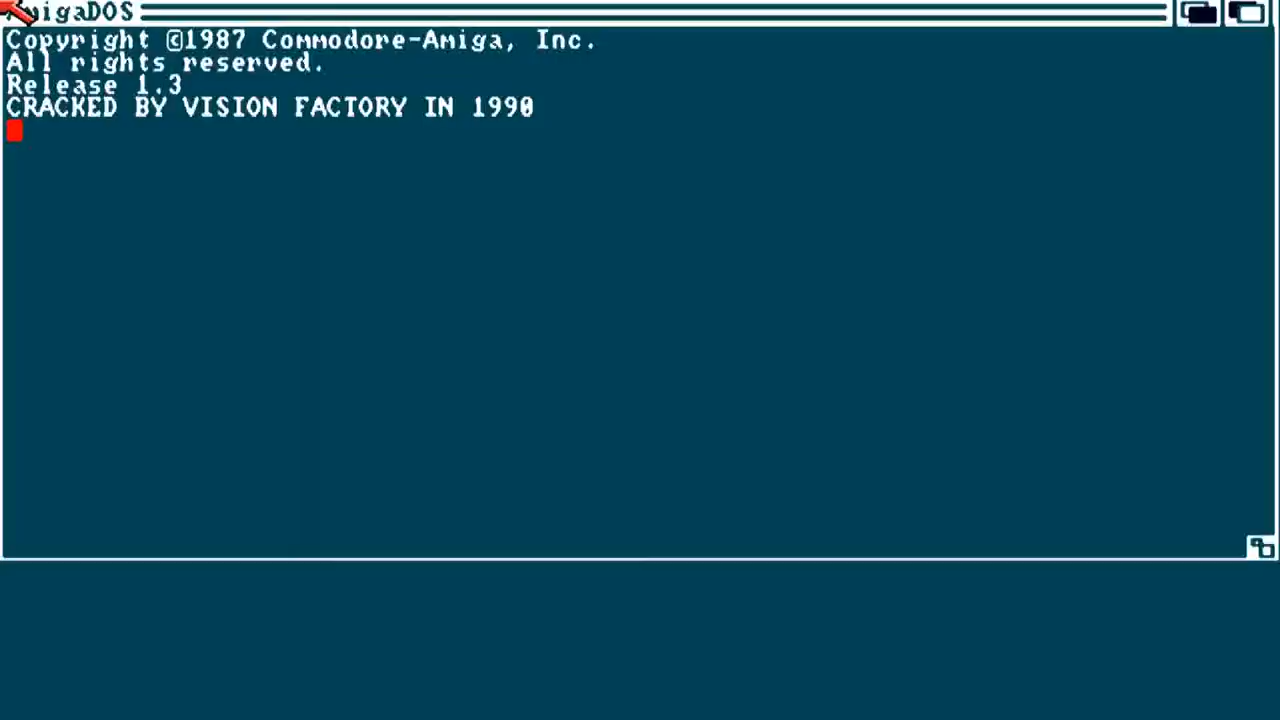 AmigaDOS
Copyright ©1987 Commodore-Amiga, Inc.
All rights reserved.
Release 1.3
CRACKED BY VISION FACTORY IN 1990